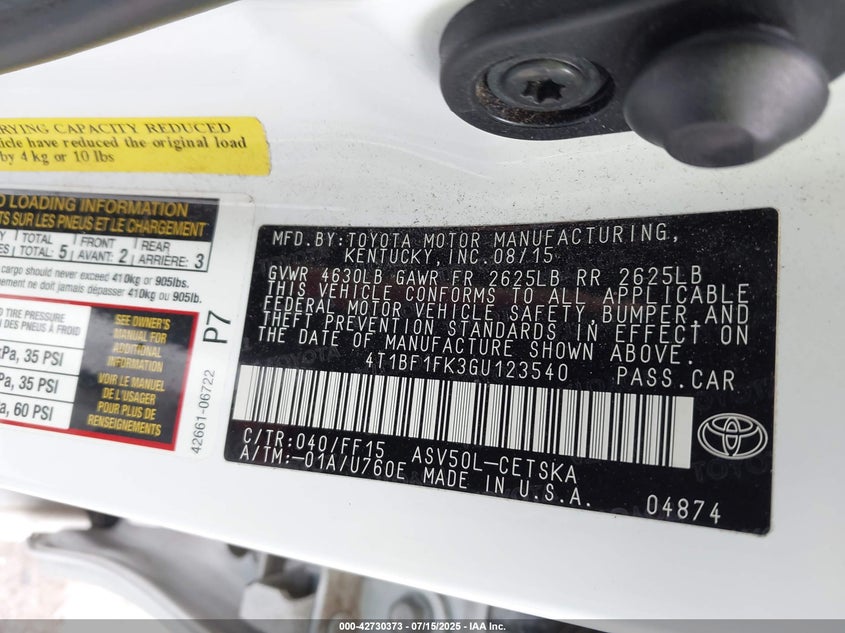 RYING CAPACITY REDUCED
icle have reduced the original load
by 4 kg or 10 lbs
D LOADING INFORMATION
TS SUR LES PNEUS ET LE CHARGEMENT
TOTAL FRONT REAR
TOTAL: 5 AVANT: 2 ARRIÈRE: 3
cargo should never exceed 410kg or 905lbs.
ne doit jamais dépasser 410kg ou 905lb.
TIRE PRESSURE
DES PNEUS À FROID
kPa, 35 PSI
Pa, 35 PSI
a, 60 PSI
SEE OWNER'S
MANUAL FOR
ADDITIONAL
INFORMATION
VOIR LE MANUEL
DE L'USAGER
POUR PLUS DE
RENSEIGNEMENTS
P7
42661-06722
MFD.BY:TOYOTA MOTOR MANUFACTURING,
KENTUCKY,INC.08/15
GVWR 4630LB GAWR FR 2625LB RR 2625LB
THIS VEHICLE CONFORMS TO ALL APPLICABLE
FEDERAL MOTOR VEHICLE SAFETY,BUMPER,AND
THEFT PREVENTION STANDARDS IN EFFECT ON
THE DATE OF MANUFACTURE SHOWN ABOVE.
4T1BF1FK3GU123540 PASS.CAR
C/TR:040/FF15 ASV50L-CETSKA
A/TM:-01A/U760E MADE IN U.S.A. 04874
000-42730373 - 07/15/2025 - IAA Inc.